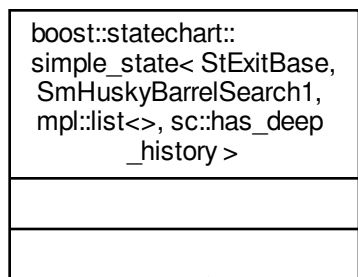 boost::statechart::
simple_state< StExitBase,
SmHuskyBarrelSearch1,
mpl::list<>, sc::has_deep
_history >